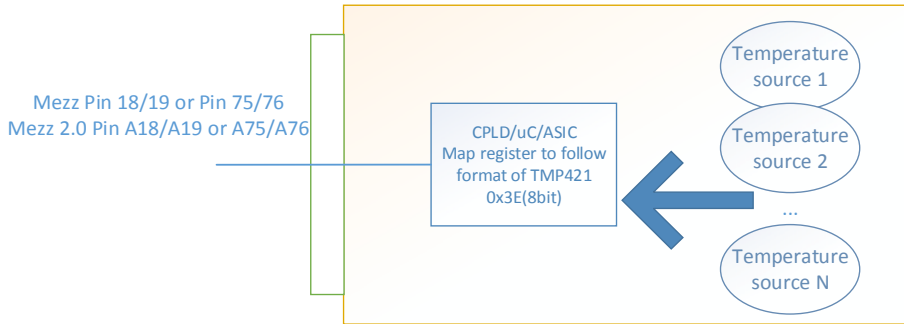 Mezz Pin 18/19 or Pin 75/76
Mezz 2.0 Pin A18/A19 or A75/A76
CPLD/uC/ASIC
Map register to follow
format of TMP421
0x3E(8bit)
Temperature
source 1
Temperature
source 2
...
Temperature
source N